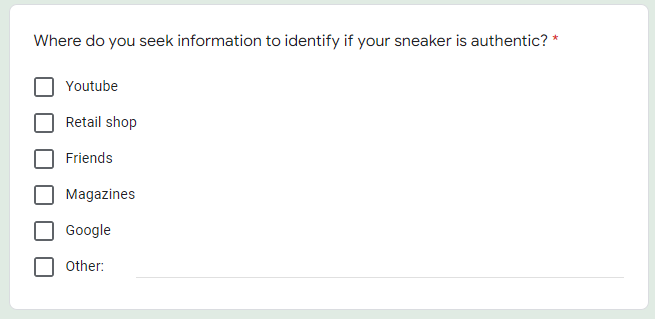 Where do you seek information to identify if your sneaker is authentic? *
Youtube
Retail shop
Friends
Magazines
Google
Other: